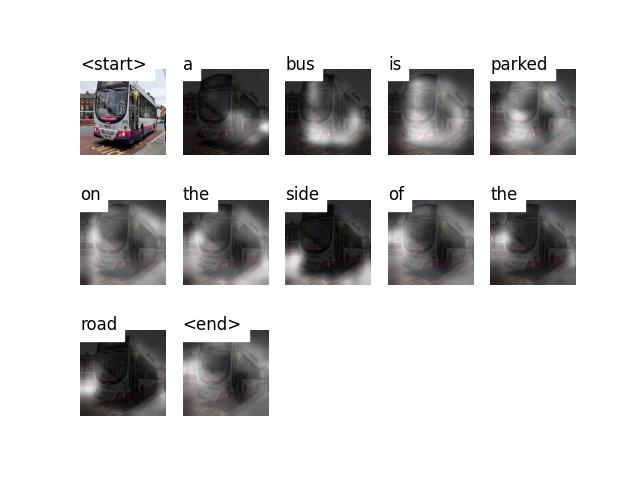 <start> a bus is parked
on the side of the
road <end>